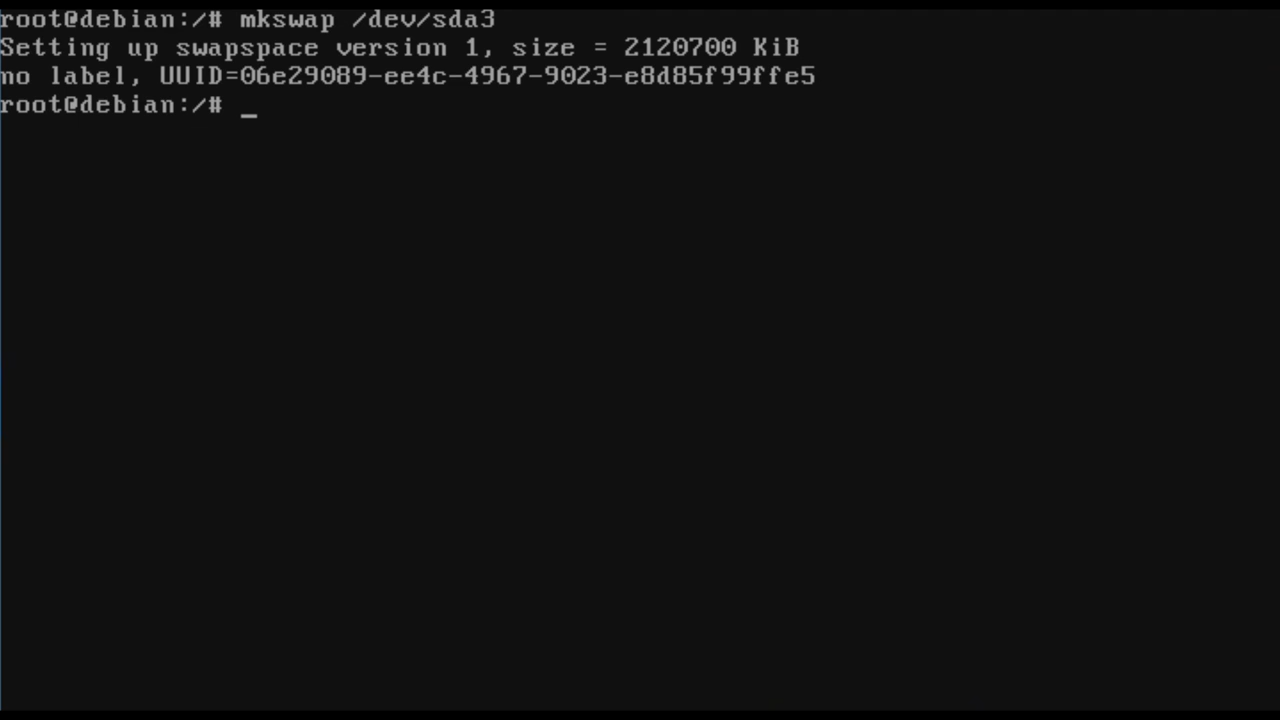 root@debian:/# mkswap /dev/sda3
Setting up swapspace version 1, size = 2120700 KiB
no label, UUID=06e29089-ee4c-4967-9023-e8d85f99ffe5
root@debian:/# _